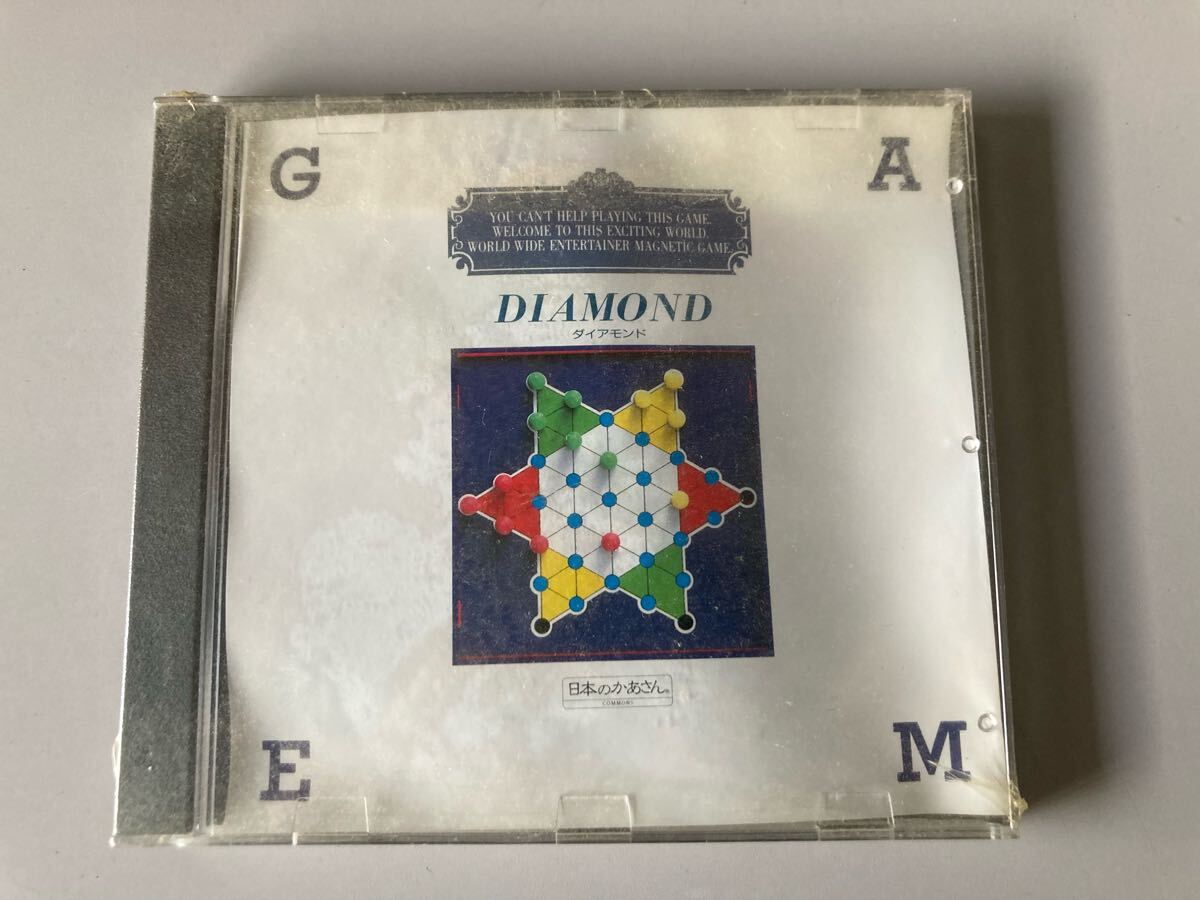 G A
YOU CAN'T HELP PLAYING THIS GAME.
WELCOME TO THIS EXCITING WORLD.
WORLD WIDE ENTERTAINER MAGNETIC GAME.
DIAMOND
ダイアモンド
日本のかあさん®
COMMONS
E M